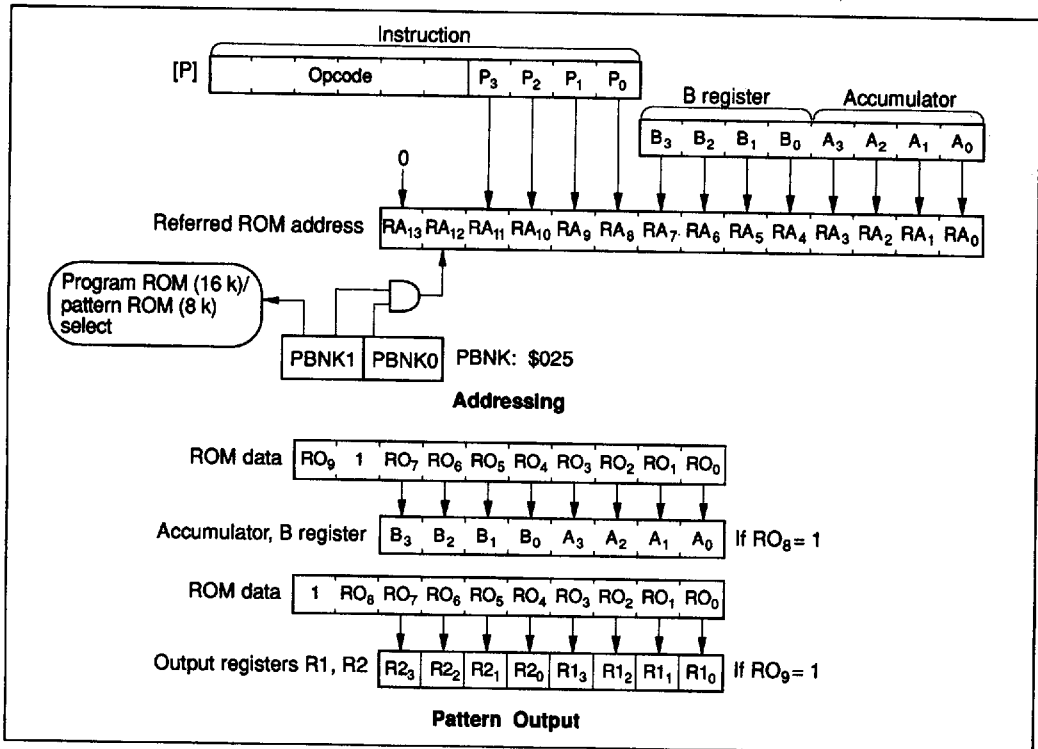 Instruction
[P] Opcode P3 P2 P1 P0
B register Accumulator
B3 B2 B1 B0 A3 A2 A1 A0
0
Referred ROM address RA13 RA12 RA11 RA10 RA9 RA8 RA7 RA6 RA5 RA4 RA3 RA2 RA1 RA0
Program ROM (16 k)/
pattern ROM (8 k)
select
PBNK1 PBNK0 PBNK: $025
Addressing
ROM data RO9 1 RO7 RO6 RO5 RO4 RO3 RO2 RO1 RO0
Accumulator, B register B3 B2 B1 B0 A3 A2 A1 A0 If RO8 = 1
ROM data 1 RO8 RO7 RO6 RO5 RO4 RO3 RO2 RO1 RO0
Output registers R1, R2 R23 R22 R21 R20 R13 R12 R11 R10 If RO9 = 1
Pattern Output